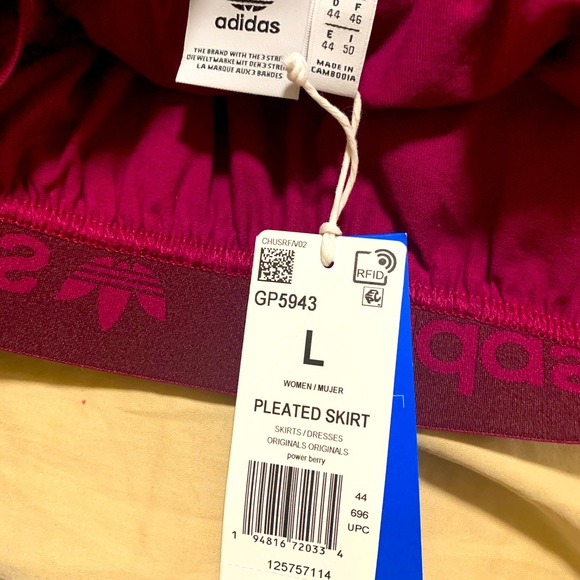 adidas
THE BRAND WITH THE 3 STR
DIE WELTMARKE MIT DEN 3 STRE
LA MARQUE AUX 3 BANDES
D F
44 46
E I
44 50
MADE IN
CAMBODIA
CHUSRF/V02
RFID
GP5943
L
WOMEN / MUJER
PLEATED SKIRT
SKIRTS / DRESSES
ORIGINALS ORIGINALS
power berry
44
696
UPC
1 94816 72033 4
125757114